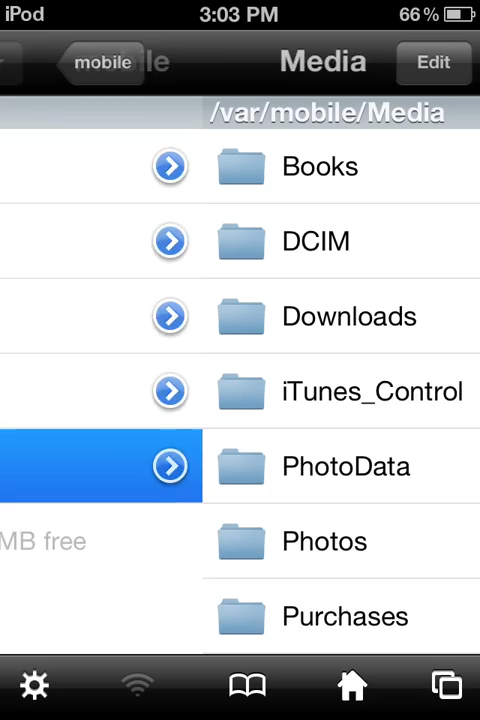 iPod 3:03 PM 66%
mobile Media Edit
/var/mobile/Media
Books
DCIM
Downloads
iTunes_Control
PhotoData
MB free
Photos
Purchases